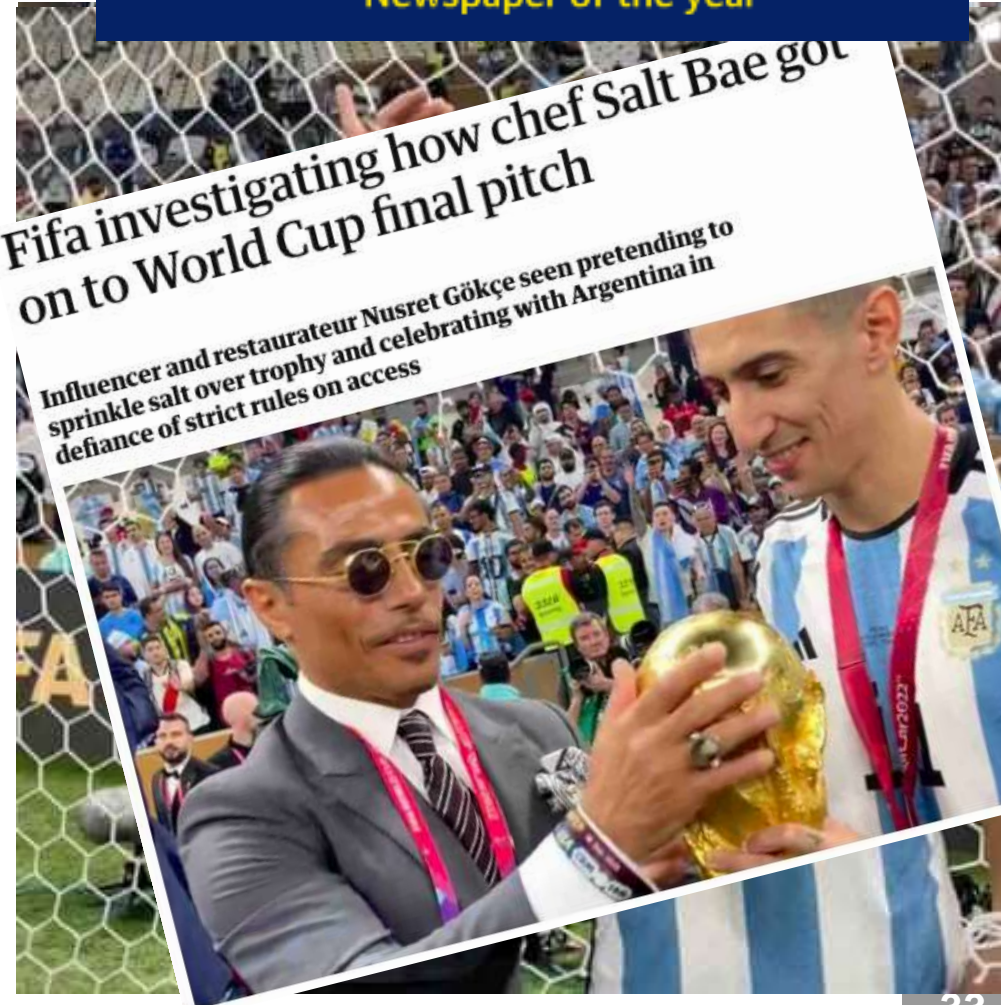 Newspaper of the year
Fifa investigating how chef Salt Bae got
on to World Cup final pitch
Influencer and restaurateur Nusret Gökçe seen pretending to
sprinkle salt over trophy and celebrating with Argentina in
defiance of strict rules on access
FA
AFA
22